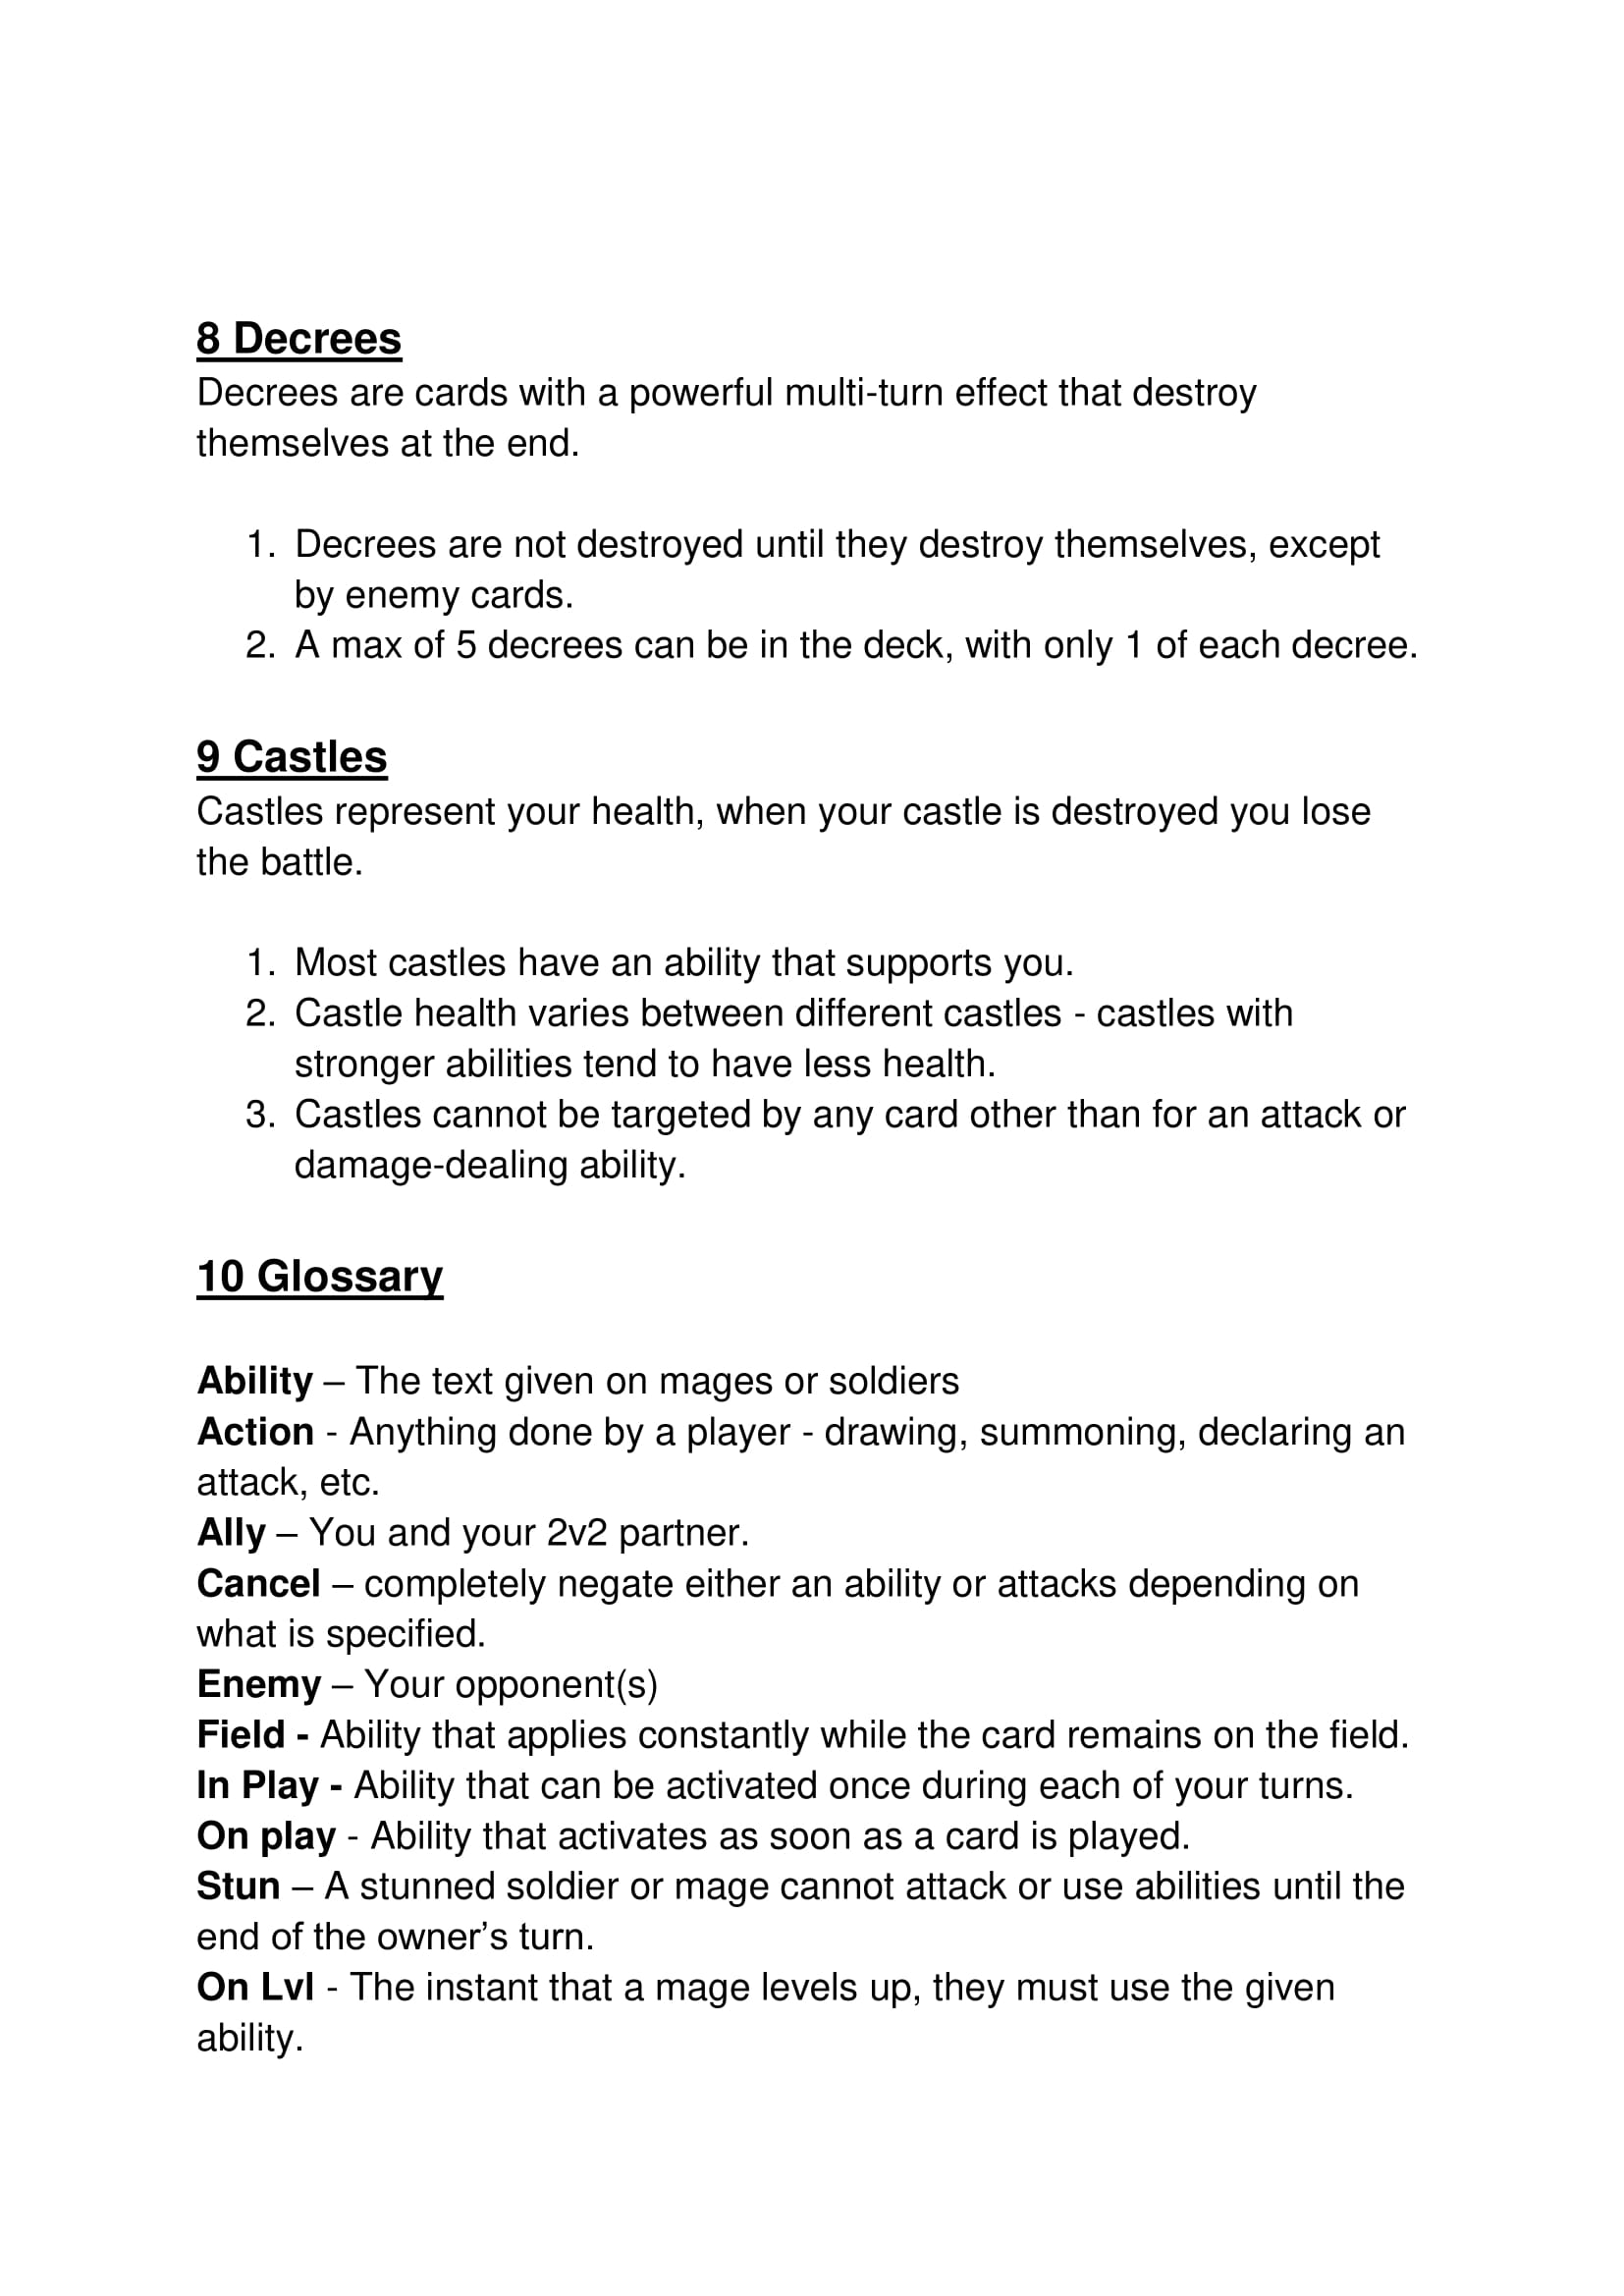 8 Decrees
Decrees are cards with a powerful multi-turn effect that destroy
themselves at the end.
1. Decrees are not destroyed until they destroy themselves, except
by enemy cards.
2. A max of 5 decrees can be in the deck, with only 1 of each decree.
9 Castles
Castles represent your health, when your castle is destroyed you lose
the battle.
1. Most castles have an ability that supports you.
2. Castle health varies between different castles - castles with
stronger abilities tend to have less health.
3. Castles cannot be targeted by any card other than for an attack or
damage-dealing ability.
10 Glossary
Ability – The text given on mages or soldiers
Action - Anything done by a player - drawing, summoning, declaring an
attack, etc.
Ally – You and your 2v2 partner.
Cancel – completely negate either an ability or attacks depending on
what is specified.
Enemy – Your opponent(s)
Field - Ability that applies constantly while the card remains on the field.
In Play - Ability that can be activated once during each of your turns.
On play - Ability that activates as soon as a card is played.
Stun – A stunned soldier or mage cannot attack or use abilities until the
end of the owner’s turn.
On Lvl - The instant that a mage levels up, they must use the given
ability.